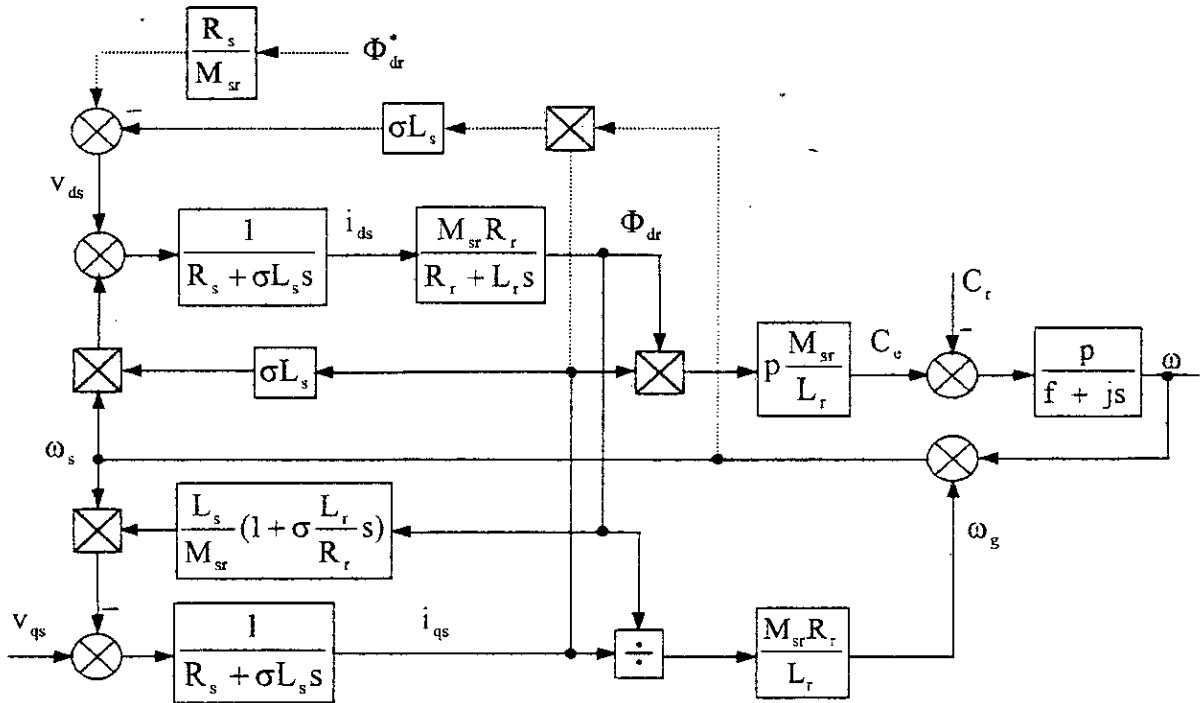 R_s / M_sr
Φ*_dr
−
σL_s
v_ds
1 / (R_s + σL_s s)
i_ds
M_sr R_r / (R_r + L_r s)
Φ_dr
C_r
−
σL_s
p M_sr / L_r
C_e
p / (f + js)
ω
ω_s
L_s / M_sr (1 + σ L_r / R_r s)
ω_g
−
v_qs
1 / (R_s + σL_s s)
i_qs
÷
M_sr R_r / L_r